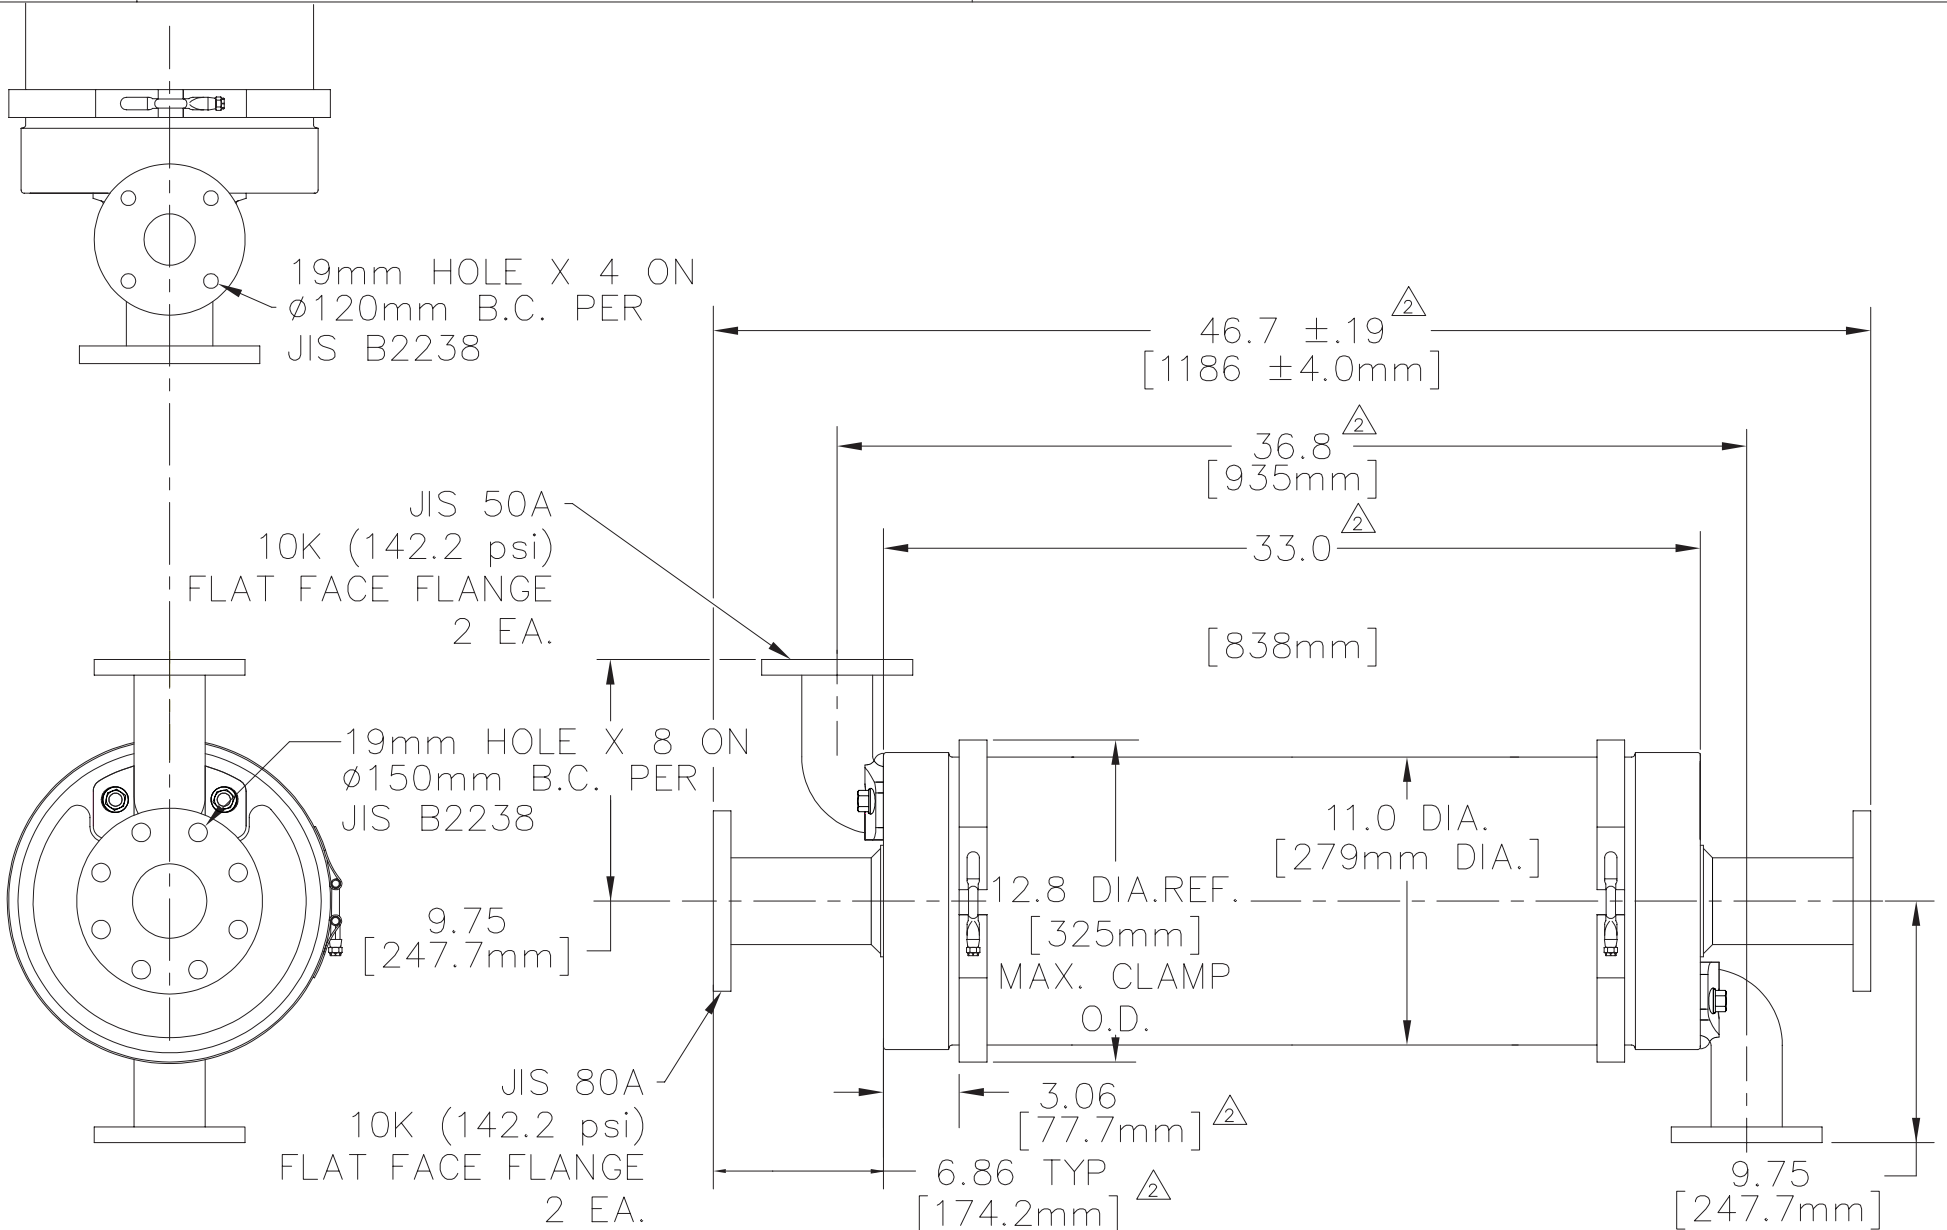 19mm HOLE X 4 ON
ø120mm B.C. PER
JIS B2238
46.7 ±.19
2
[1186 ±4.0mm]
36.8
2
[935mm]
33.0
2
[838mm]
JIS 50A
10K (142.2 psi)
FLAT FACE FLANGE
2 EA.
19mm HOLE X 8 ON
ø150mm B.C. PER
JIS B2238
9.75
[247.7mm]
11.0 DIA.
[279mm DIA.]
12.8 DIA.REF.
[325mm]
MAX. CLAMP
O.D.
JIS 80A
10K (142.2 psi)
FLAT FACE FLANGE
2 EA.
3.06
[77.7mm]
2
6.86 TYP
[174.2mm]
2
9.75
[247.7mm]